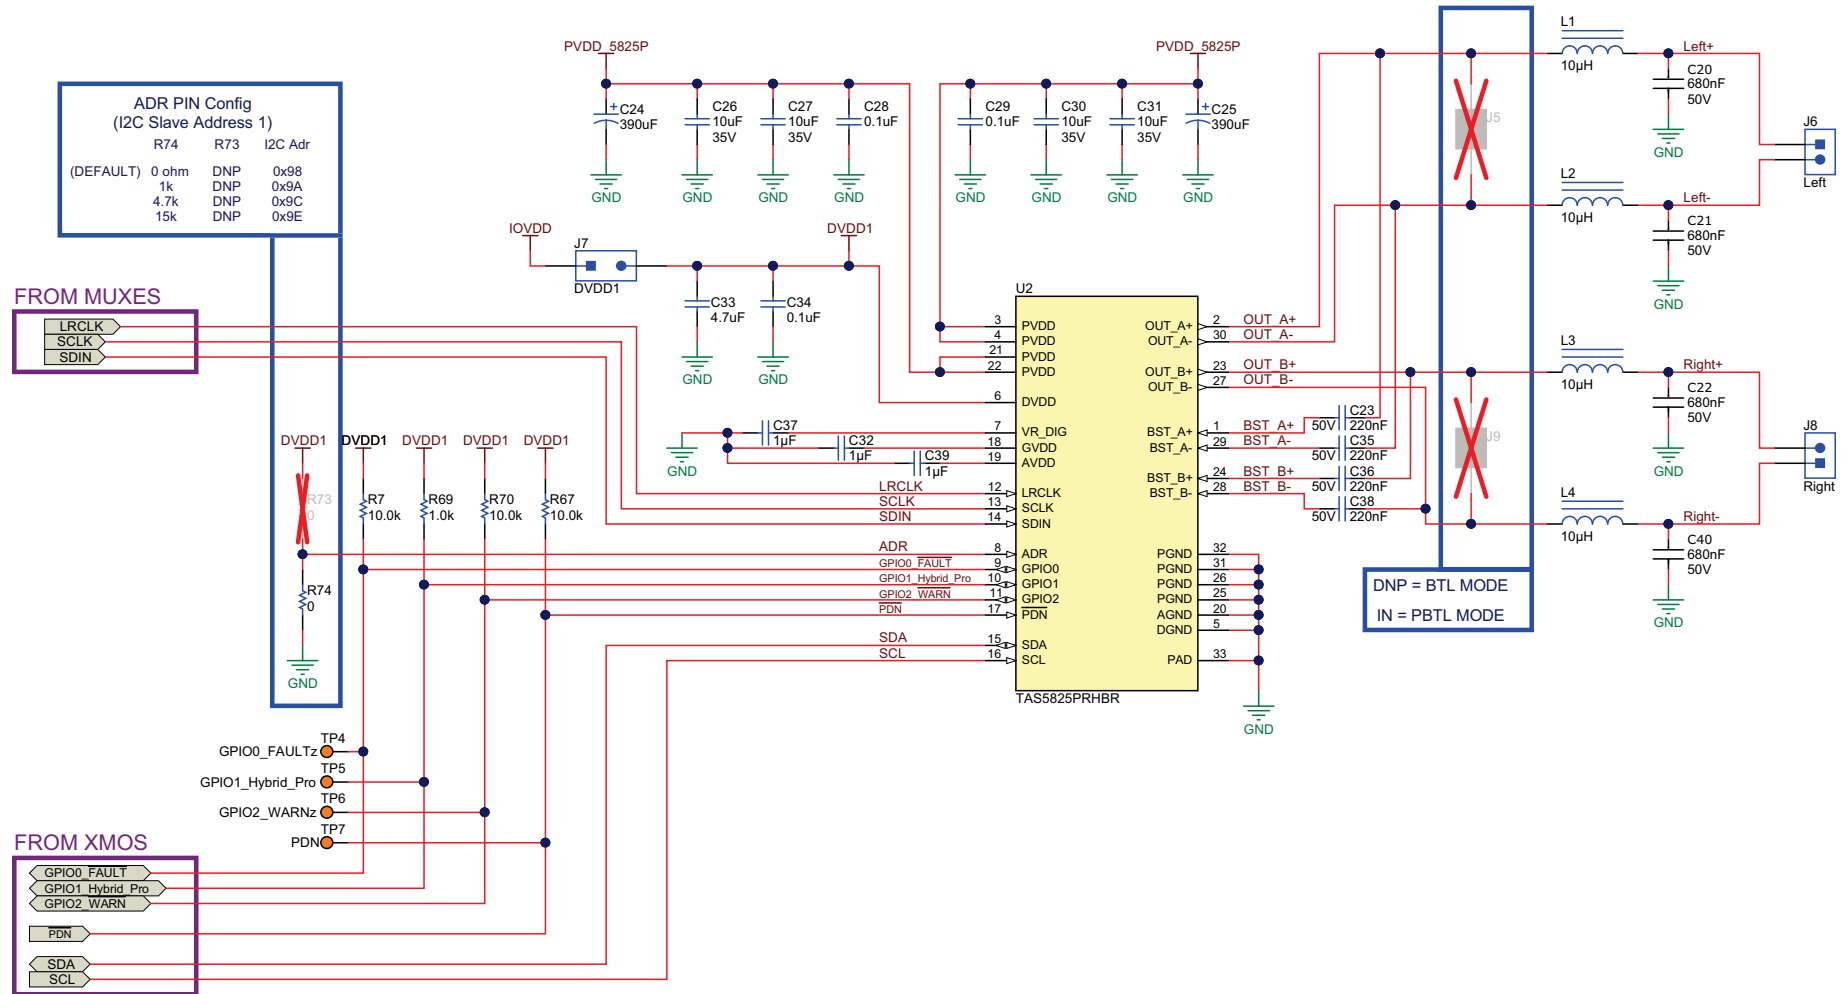 ADR PIN Config
(I2C Slave Address 1)
R74 R73 I2C Adr
(DEFAULT) 0 ohm DNP 0x98
1k DNP 0x9A
4.7k DNP 0x9C
15k DNP 0x9E
FROM MUXES
LRCLK
SCLK
SDIN
PVDD_5825P
C24
390uF
C26
10uF
35V
C27
10uF
35V
C28
0.1uF
GND
GND
GND
GND
PVDD_5825P
C29
0.1uF
C30
10uF
35V
C31
10uF
35V
C25
390uF
GND
GND
GND
GND
IOVDD
J7
DVDD1
DVDD1
C33
4.7uF
C34
0.1uF
GND
GND
U2
3 PVDD
4 PVDD
21 PVDD
22 PVDD
6 DVDD
7 VR_DIG
18 GVDD
19 AVDD
LRCLK 12 LRCLK
SCLK 13 SCLK
SDIN 14 SDIN
ADR 8 ADR
GPIO0_FAULT 9 GPIO0
GPIO1_Hybrid_Pro 10 GPIO1
GPIO2_WARN 11 GPIO2
PDN 17 PDN
SDA 15 SDA
SCL 16 SCL
OUT_A+ 2 OUT_A+
OUT_A- 30 OUT_A-
OUT_B+ 23 OUT_B+
OUT_B- 27 OUT_B-
BST_A+ 1 BST_A+
BST_A- 29 BST_A-
BST_B+ 24 BST_B+
BST_B- 28 BST_B-
PGND 32
PGND 31
PGND 26
PGND 25
AGND 20
DGND 5
PAD 33
TAS5825PRHBR
GND
C37
1µF
C32
1µF
C39
1µF
GND
C23
50V 220nF
C35
50V 220nF
C36
50V 220nF
C38
50V 220nF
DVDD1 DVDD1 DVDD1 DVDD1 DVDD1
R73
0
R7
10.0k
R69
1.0k
R70
10.0k
R67
10.0k
R74
0
GND
TP4
GPIO0_FAULTz
TP5
GPIO1_Hybrid_Pro
TP6
GPIO2_WARNz
TP7
PDN
FROM XMOS
GPIO0_FAULT
GPIO1_Hybrid_Pro
GPIO2_WARN
PDN
SDA
SCL
J5
J9
DNP = BTL MODE
IN = PBTL MODE
L1
10µH
Left+
C20
680nF
50V
GND
L2
10µH
Left-
C21
680nF
50V
GND
J6
Left
L3
10µH
Right+
C22
680nF
50V
GND
L4
10µH
Right-
C40
680nF
50V
GND
J8
Right